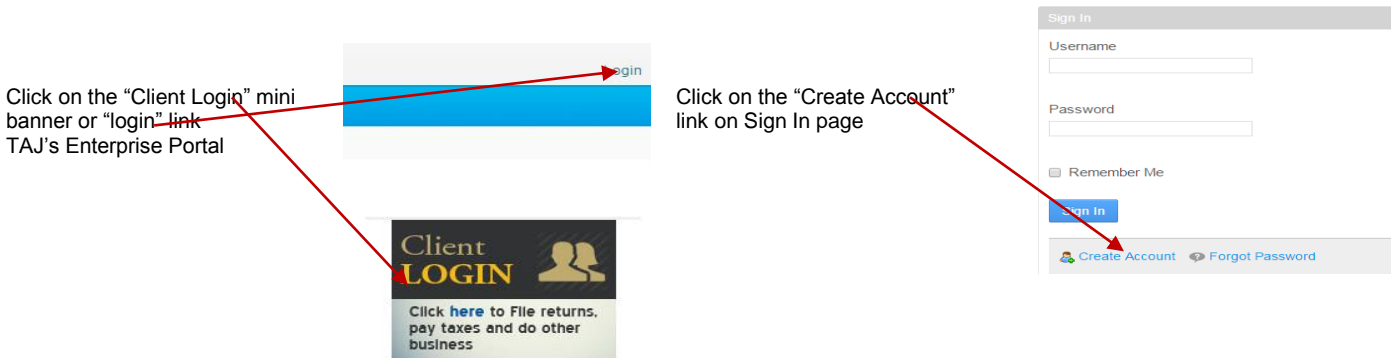 Click on the “Client Login” mini
banner or “login” link
TAJ’s Enterprise Portal
Login
Client
LOGIN
Click here to File returns,
pay taxes and do other
business
Click on the “Create Account”
link on Sign In page
Sign In
Username
Password
Remember Me
Sign In
Create Account Forgot Password